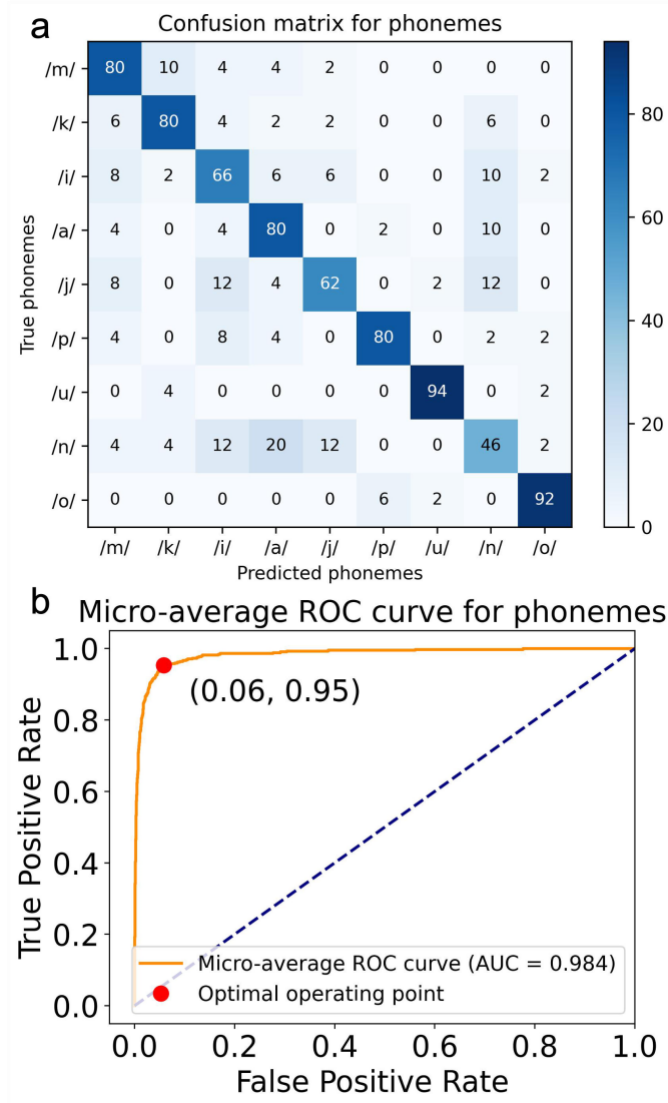 a
Confusion matrix for phonemes
/m/ 80 10 4 4 2 0 0 0 0
/k/ 6 80 4 2 2 0 0 6 0
/i/ 8 2 66 6 6 0 0 10 2
/a/ 4 0 4 80 0 2 0 10 0
/j/ 8 0 12 4 62 0 2 12 0
/p/ 4 0 8 4 0 80 0 2 2
/u/ 0 4 0 0 0 0 94 0 2
/n/ 4 4 12 20 12 0 0 46 2
/o/ 0 0 0 0 0 6 2 0 92
/m/ /k/ /i/ /a/ /j/ /p/ /u/ /n/ /o/
Predicted phonemes
True phonemes
80
60
40
20
0
b
Micro-average ROC curve for phonemes
1.0
0.8
0.6
0.4
0.2
0.0
True Positive Rate
(0.06, 0.95)
Micro-average ROC curve (AUC = 0.984)
Optimal operating point
0.0 0.2 0.4 0.6 0.8 1.0
False Positive Rate